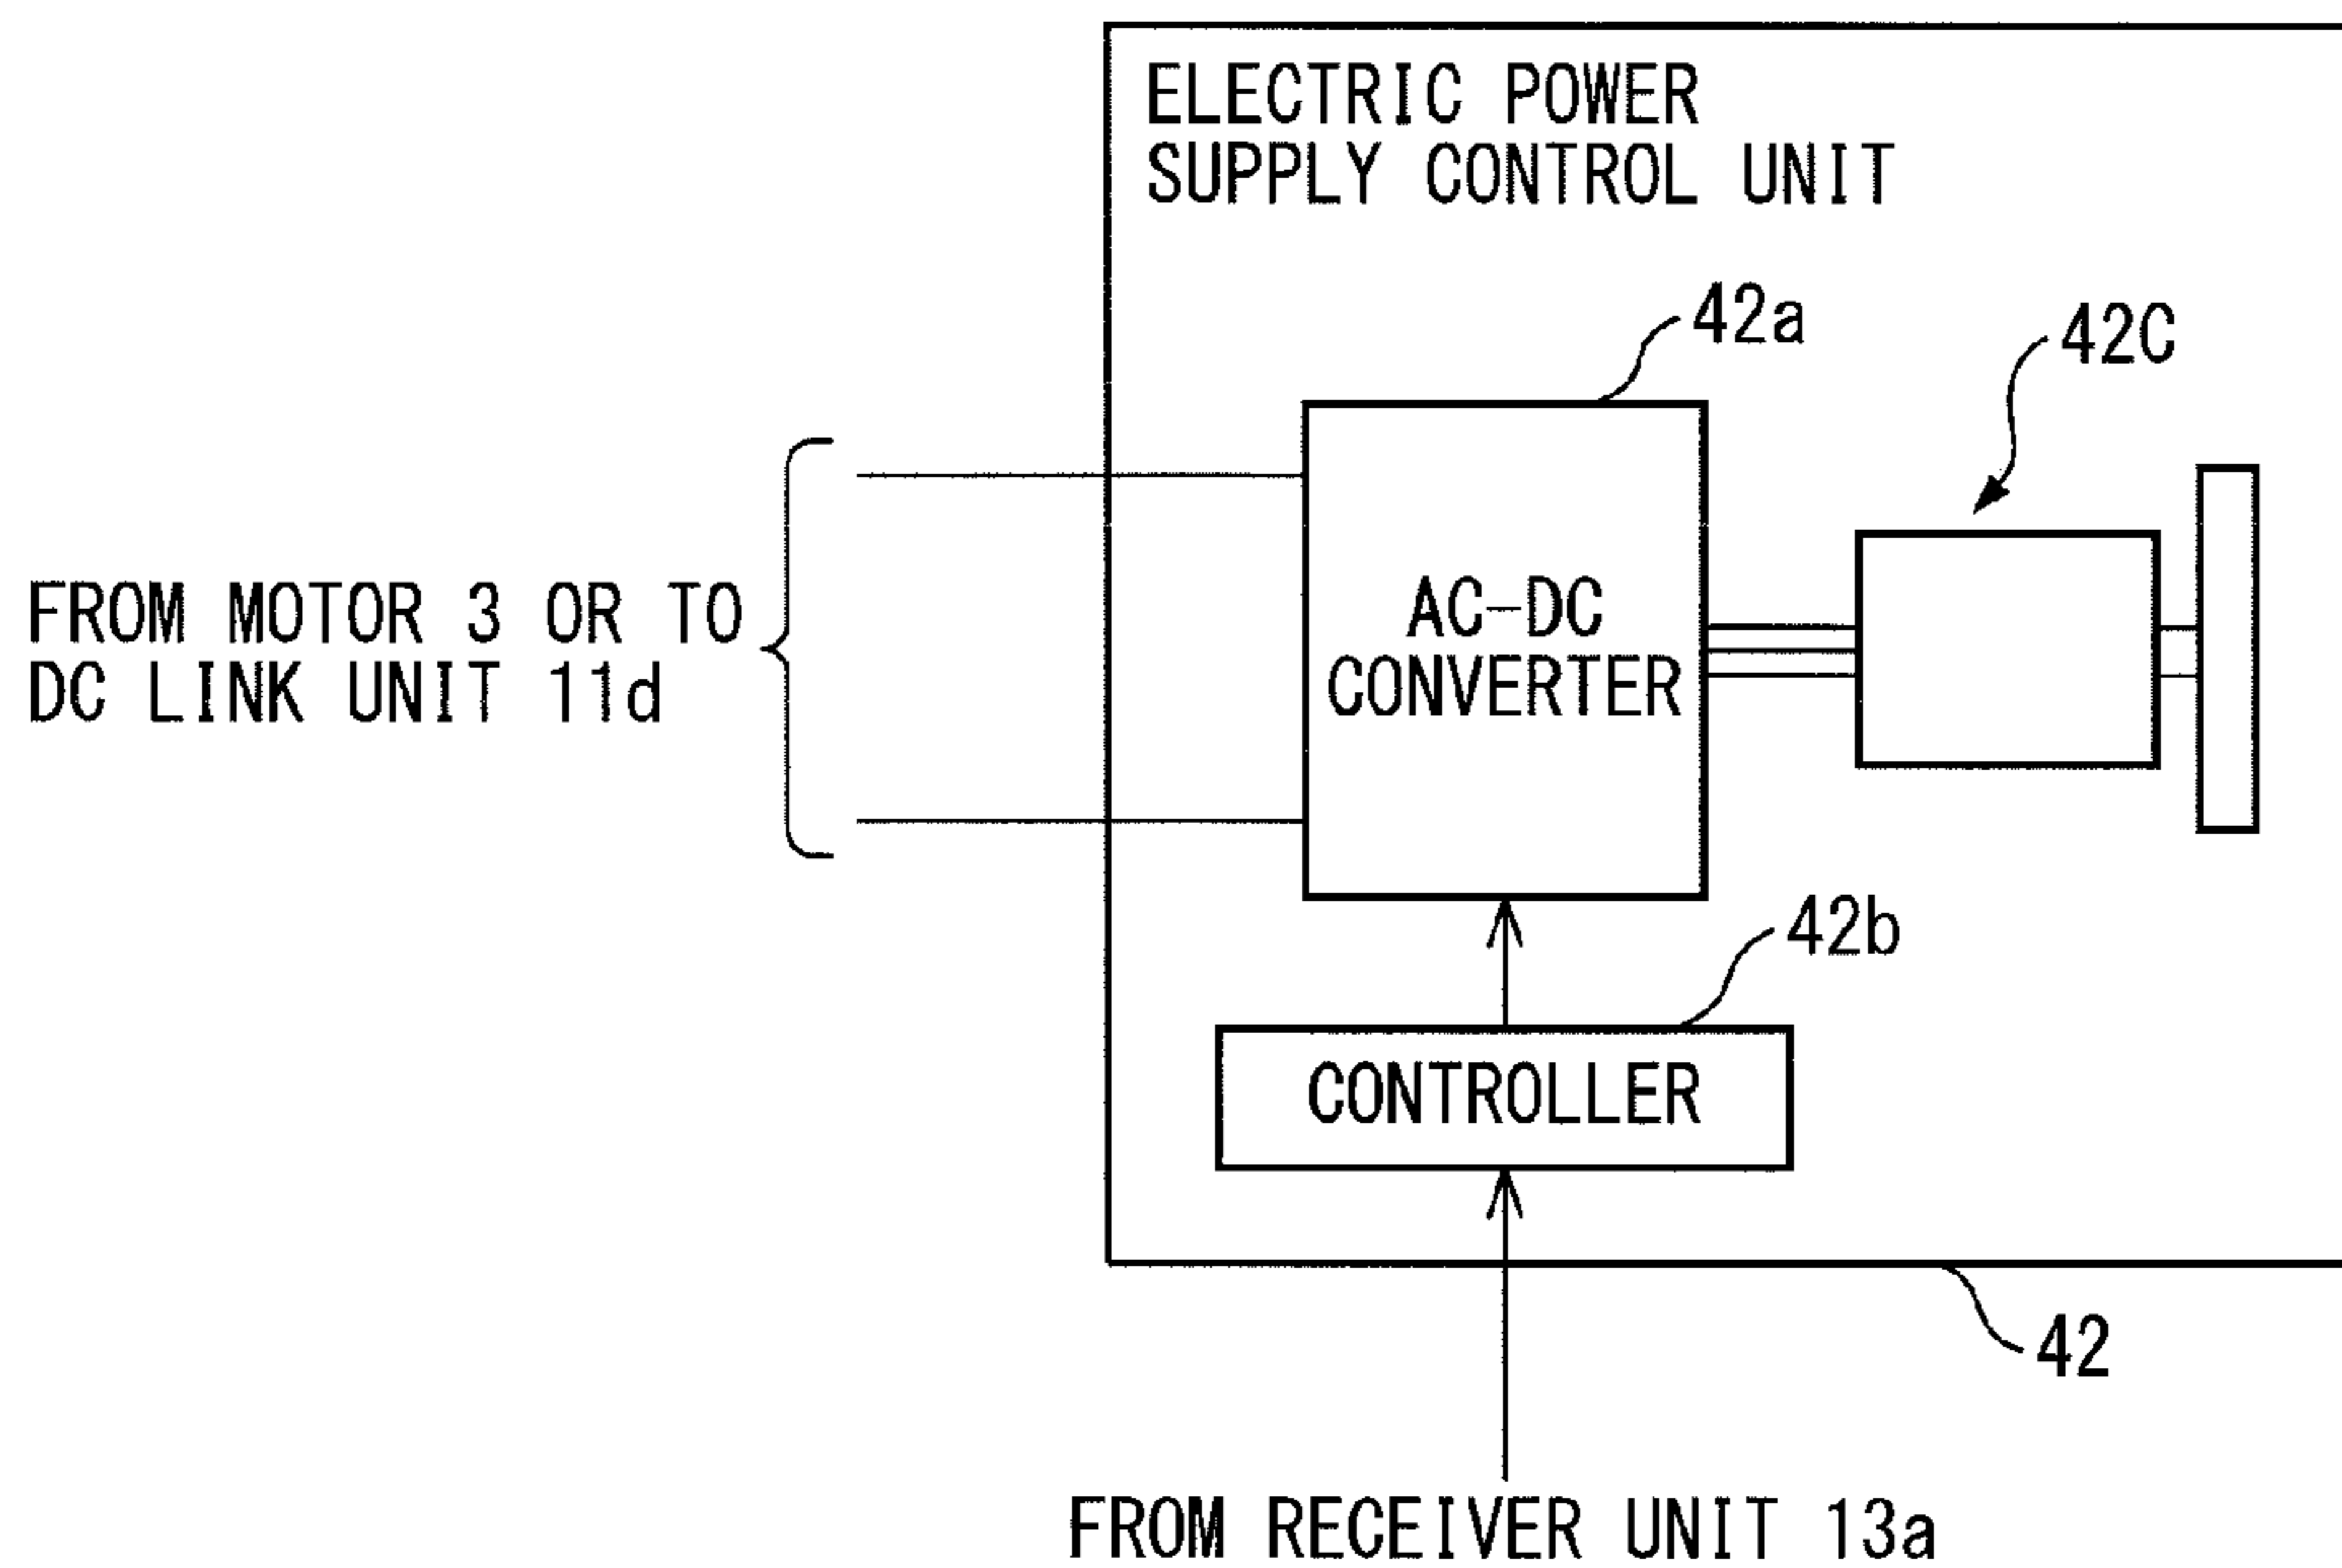 ELECTRIC POWER
SUPPLY CONTROL UNIT
42a
42C
FROM MOTOR 3 OR TO
DC LINK UNIT 11d
AC-DC
CONVERTER
42b
CONTROLLER
42
FROM RECEIVER UNIT 13a